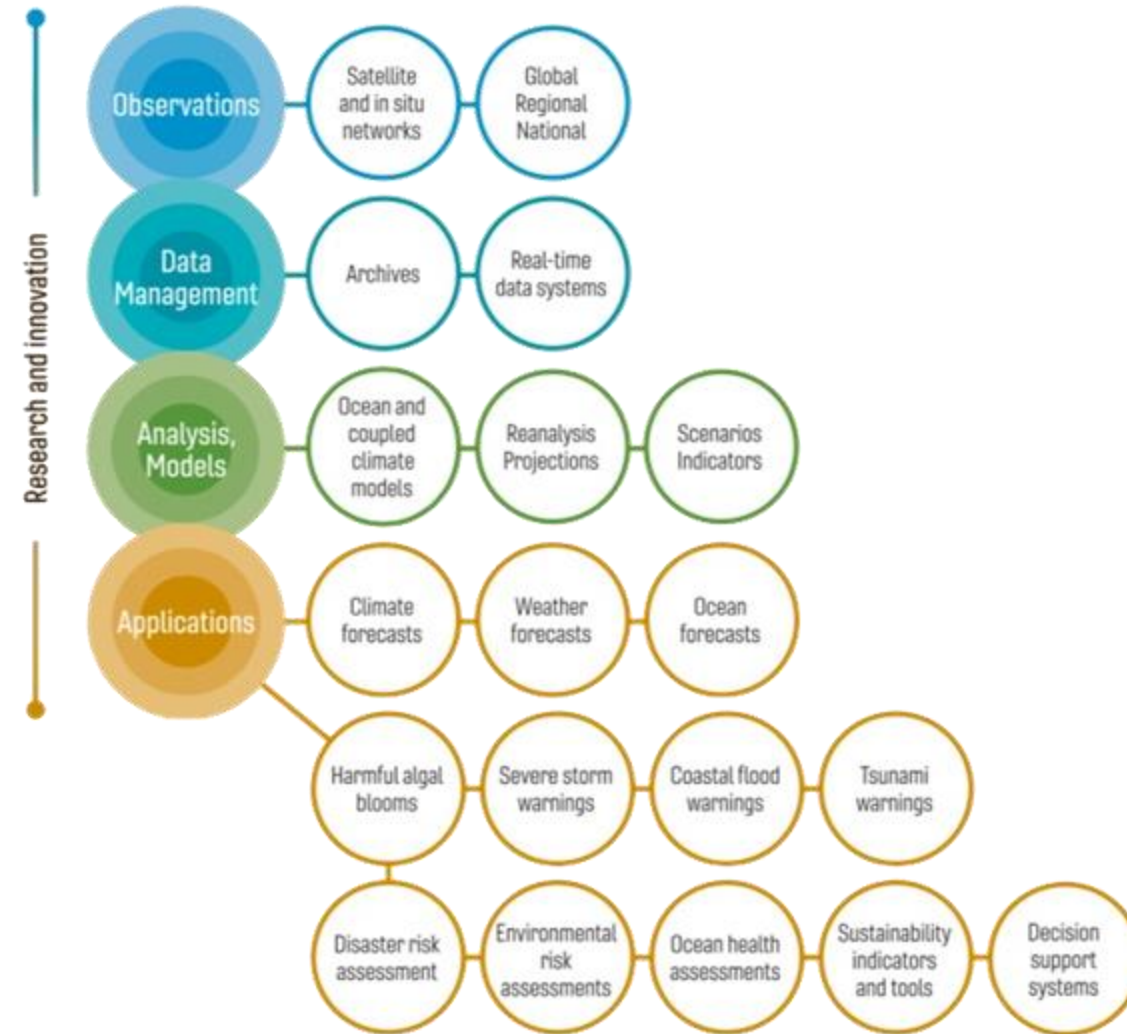 Research and innovation
Observations
Satellite
and in situ
networks
Global
Regional
National
Data
Management
Archives
Real-time
data systems
Analysis,
Models
Ocean and
coupled
climate
models
Reanalysis
Projections
Scenarios
Indicators
Applications
Climate
forecasts
Weather
forecasts
Ocean
forecasts
Harmful algal
blooms
Severe storm
warnings
Coastal flood
warnings
Tsunami
warnings
Disaster risk
assessment
Environmental
risk
assessments
Ocean health
assessments
Sustainability
indicators
and tools
Decision
support
systems